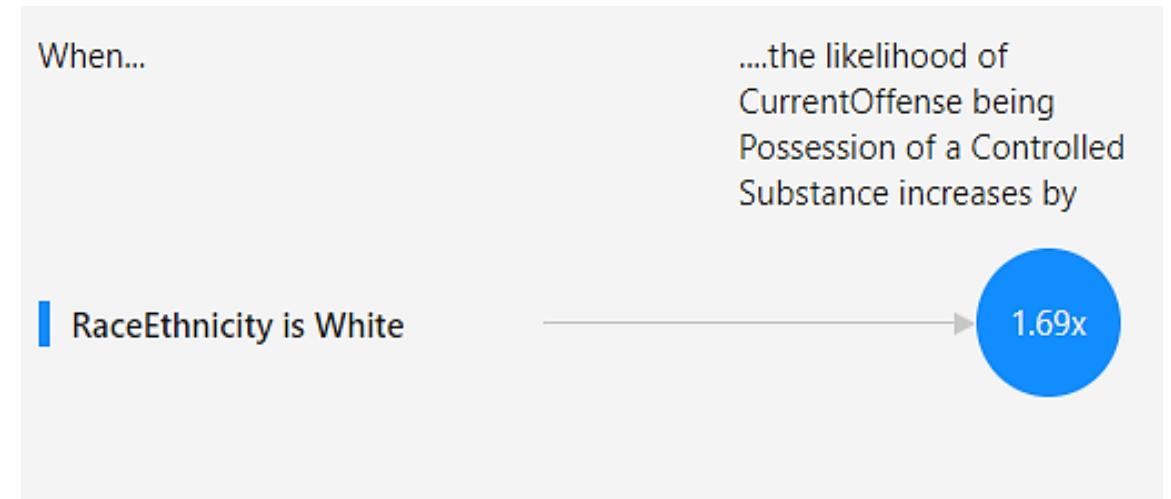 When...
....the likelihood of
CurrentOffense being
Possession of a Controlled
Substance increases by
RaceEthnicity is White
1.69x